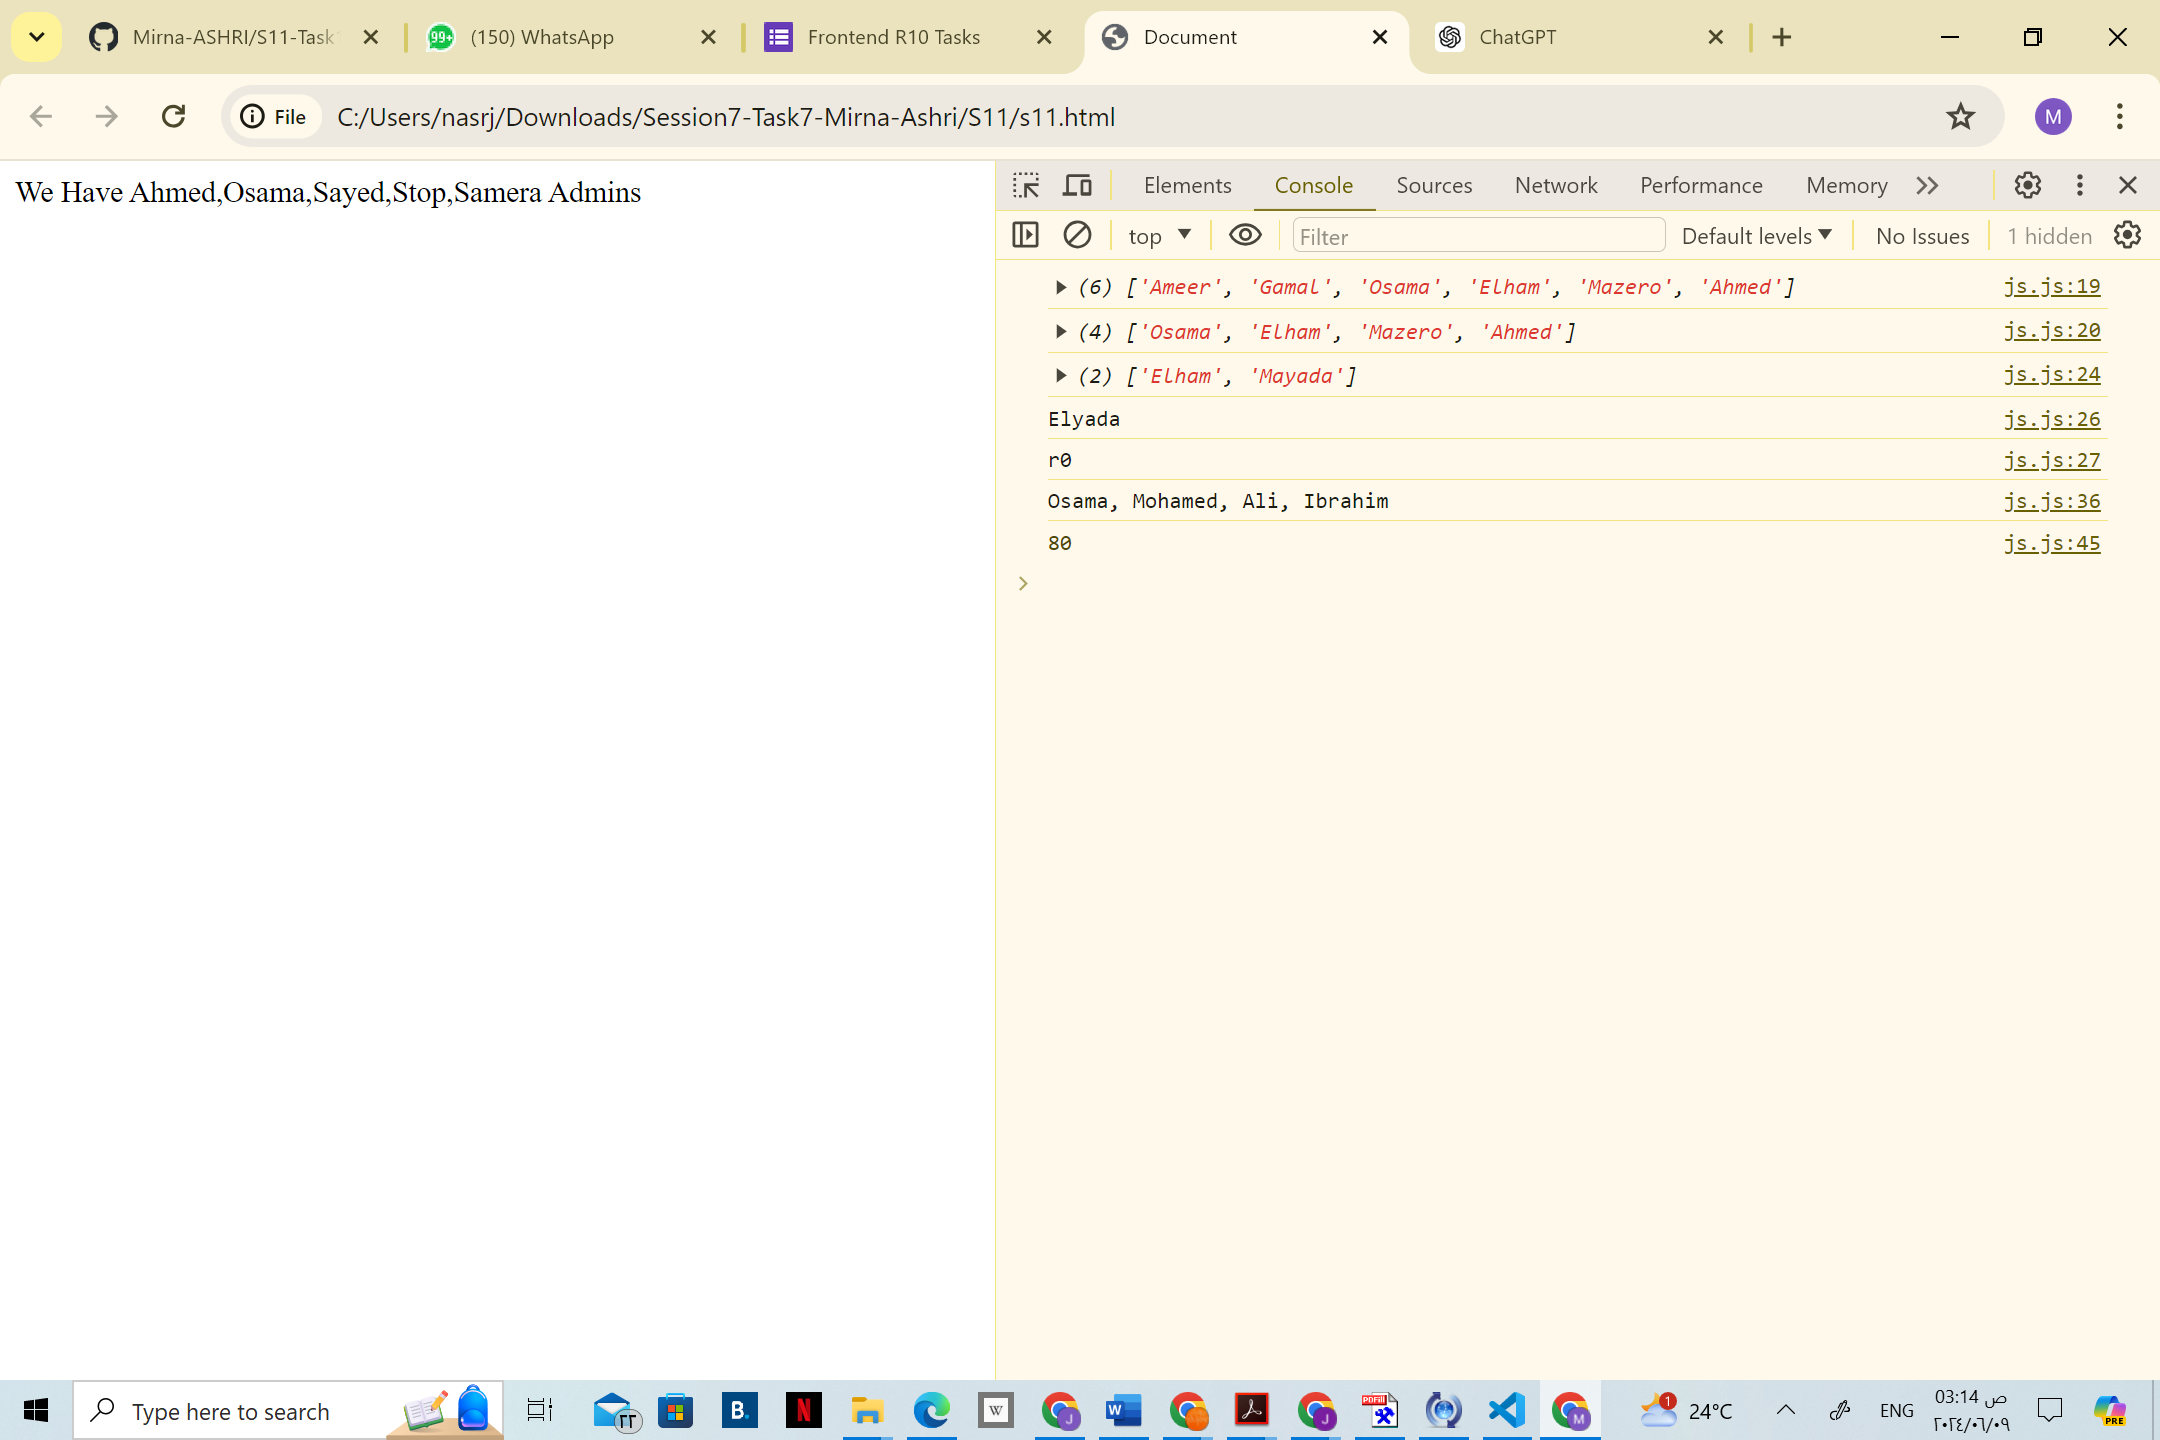 Mirna-ASHRI/S11-Task
(150) WhatsApp
Frontend R10 Tasks
Document
ChatGPT
File
C:/Users/nasrj/Downloads/Session7-Task7-Mirna-Ashri/S11/s11.html
M
We Have Ahmed,Osama,Sayed,Stop,Samera Admins
Elements Console Sources Network Performance Memory
top
Filter
Default levels
No Issues
1 hidden
(6) ['Ameer', 'Gamal', 'Osama', 'Elham', 'Mazero', 'Ahmed'] js.js:19
(4) ['Osama', 'Elham', 'Mazero', 'Ahmed'] js.js:20
(2) ['Elham', 'Mayada'] js.js:24
Elyada js.js:26
r0 js.js:27
Osama, Mohamed, Ali, Ibrahim js.js:36
80 js.js:45
Type here to search
٢٢
B.
N
W
J
W
J
PDFill
M
1
24°C
ENG
03:14 ص
٢٠٢٤/٠٦/٠٩
PRE
99+